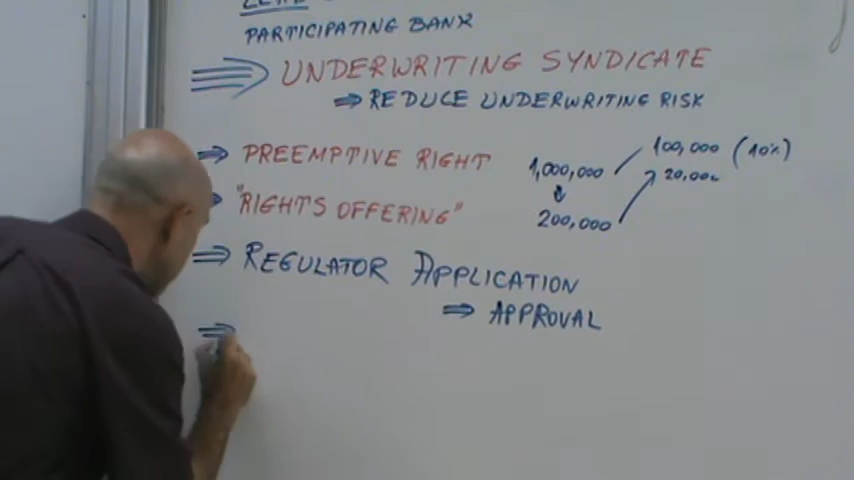 PARTICIPATING BANK
⇒ UNDERWRITING SYNDICATE
⇒ REDUCE UNDERWRITING RISK
⇒ PREEMPTIVE RIGHT 1,000,000 100,000 (10%)
20,000
"RIGHTS OFFERING" 200,000
⇒ REGULATOR APPLICATION
⇒ APPROVAL
⇒